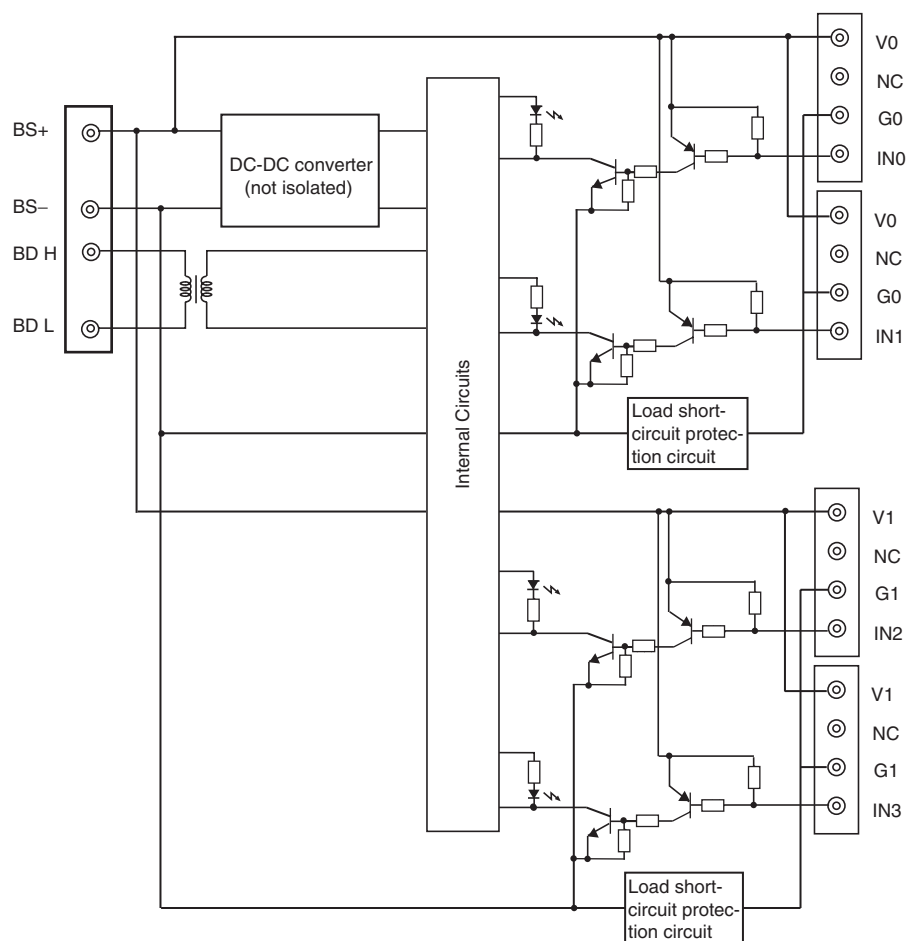 V0
NC
G0
IN0
BS+
DC-DC converter
(not isolated)
BS−
V0
NC
G0
IN1
BD H
BD L
Internal Circuits
Load short-
circuit protec-
tion circuit
V1
NC
G1
IN2
V1
NC
G1
IN3
Load short-
circuit protec-
tion circuit